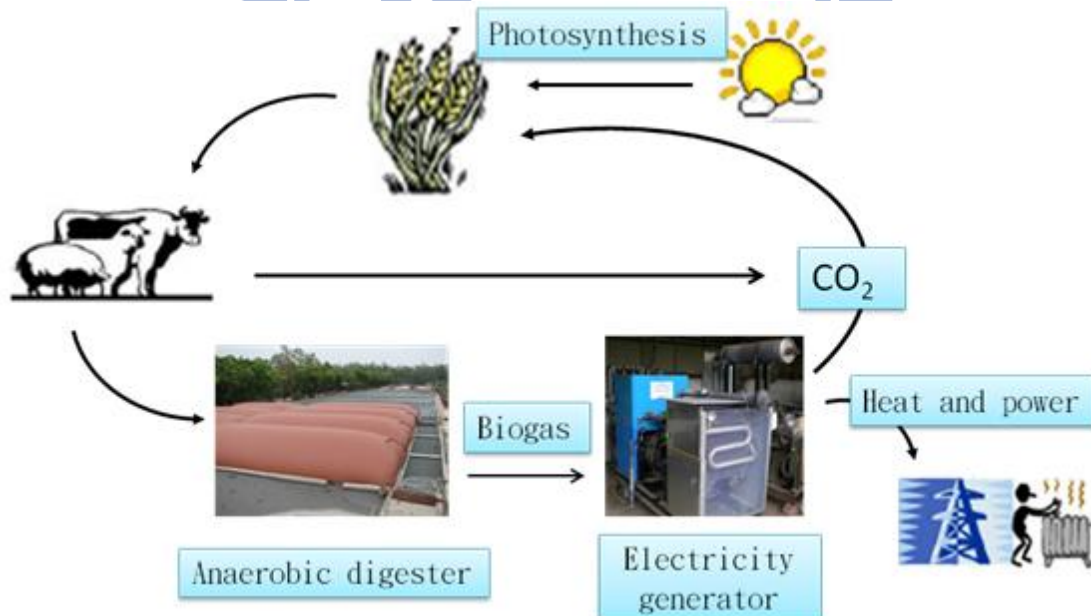 Photosynthesis
CO₂
Heat and power
Biogas
Anaerobic digester
Electricity
generator